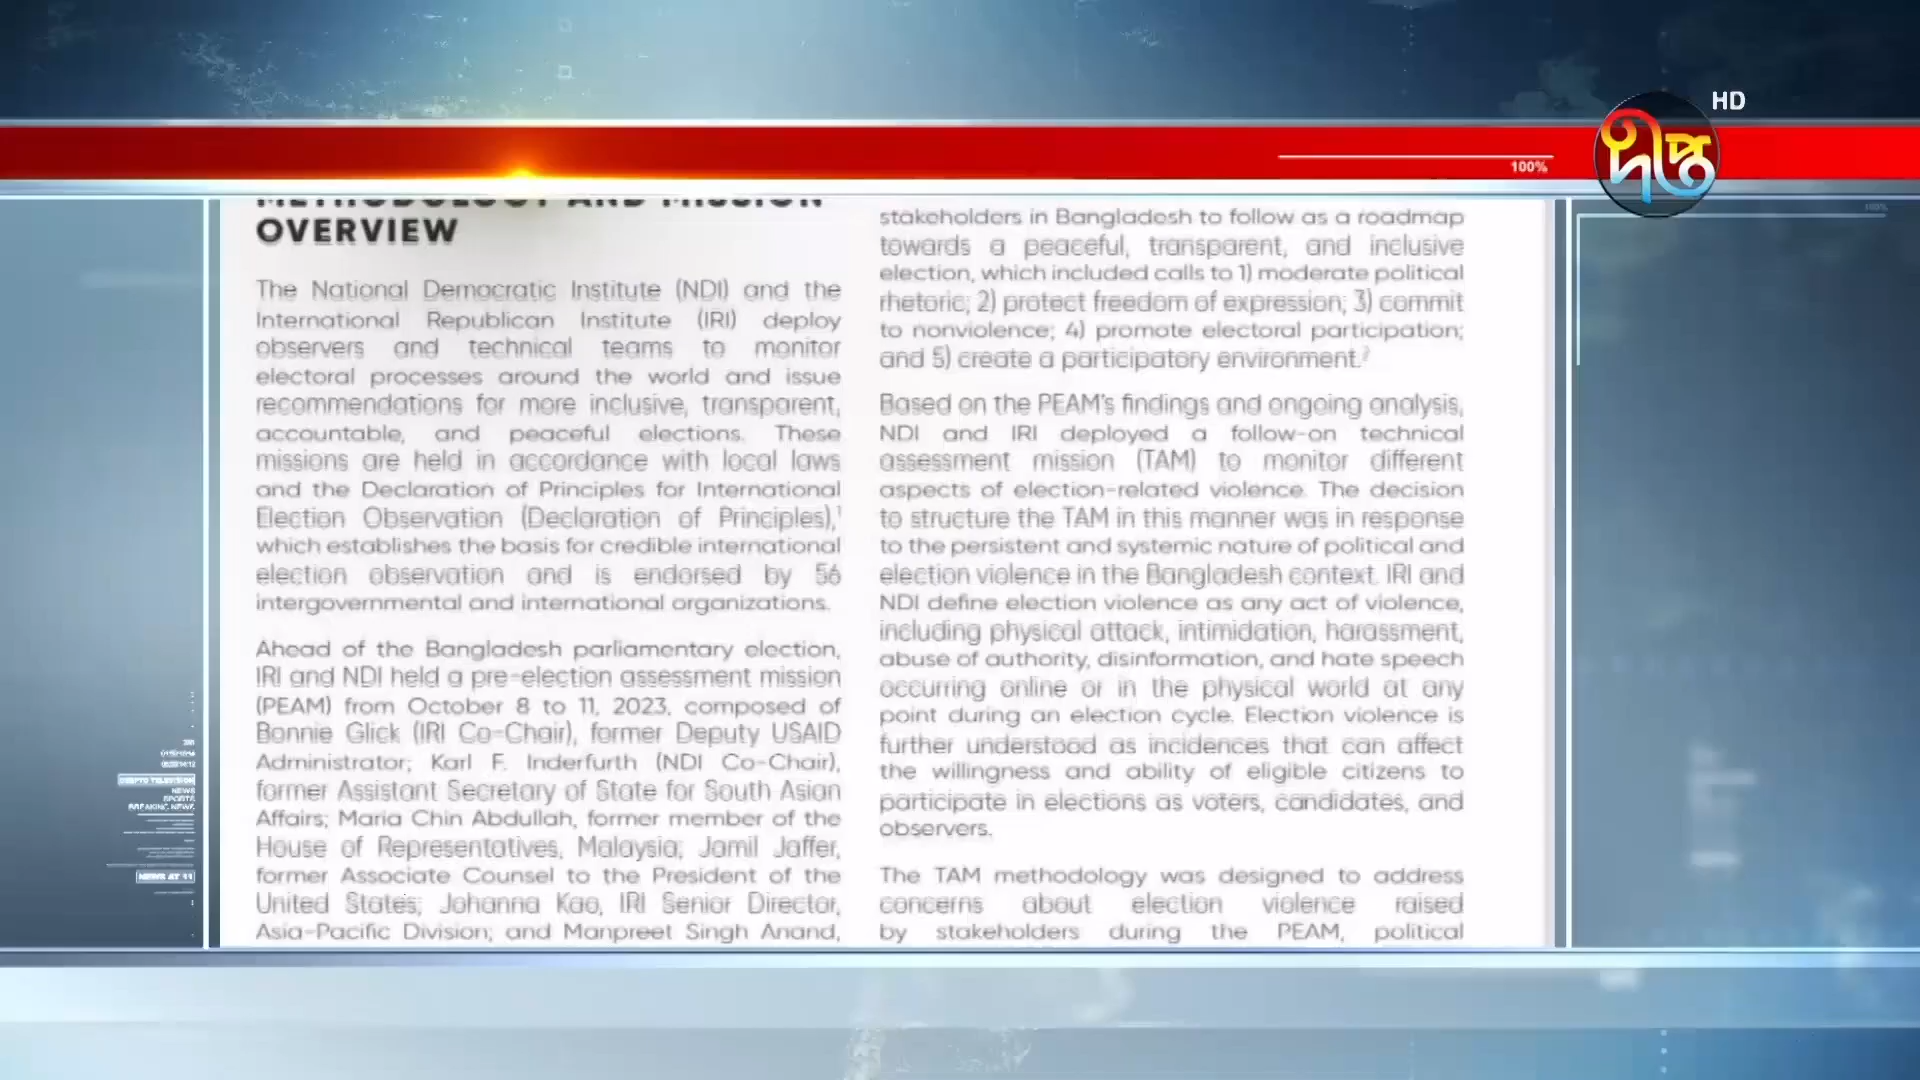 HD
100%
দীপ্ত
100%
METHODOLOGY AND MISSION
OVERVIEW
The National Democratic Institute (NDI) and the
International Republican Institute (IRI) deploy
observers and technical teams to monitor
electoral processes around the world and issue
recommendations for more inclusive, transparent,
accountable, and peaceful elections. These
missions are held in accordance with local laws
and the Declaration of Principles for International
Election Observation (Declaration of Principles),¹
which establishes the basis for credible international
election observation and is endorsed by 56
intergovernmental and international organizations.
Ahead of the Bangladesh parliamentary election,
IRI and NDI held a pre-election assessment mission
(PEAM) from October 8 to 11, 2023, composed of
Bonnie Glick (IRI Co-Chair), former Deputy USAID
Administrator; Karl F. Inderfurth (NDI Co-Chair),
former Assistant Secretary of State for South Asian
Affairs; Maria Chin Abdullah, former member of the
House of Representatives, Malaysia; Jamil Jaffer,
former Associate Counsel to the President of the
United States; Johanna Kao, IRI Senior Director,
Asia-Pacific Division; and Manpreet Singh Anand,
stakeholders in Bangladesh to follow as a roadmap
towards a peaceful, transparent, and inclusive
election, which included calls to 1) moderate political
rhetoric; 2) protect freedom of expression; 3) commit
to nonviolence; 4) promote electoral participation;
and 5) create a participatory environment.²
Based on the PEAM's findings and ongoing analysis,
NDI and IRI deployed a follow-on technical
assessment mission (TAM) to monitor different
aspects of election-related violence. The decision
to structure the TAM in this manner was in response
to the persistent and systemic nature of political and
election violence in the Bangladesh context. IRI and
NDI define election violence as any act of violence,
including physical attack, intimidation, harassment,
abuse of authority, disinformation, and hate speech
occurring online or in the physical world at any
point during an election cycle. Election violence is
further understood as incidences that can affect
the willingness and ability of eligible citizens to
participate in elections as voters, candidates, and
observers.
The TAM methodology was designed to address
concerns about election violence raised
by stakeholders during the PEAM, political
DEEPTO TELEVISION
NEWS
SPORTS
BREAKING NEWS
NEWS AT 11